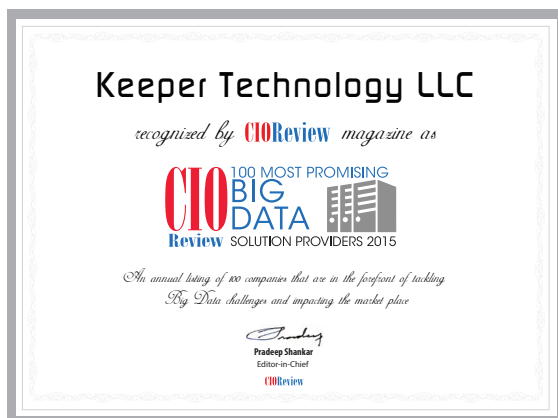 Keeper Technology LLC
recognized by CIOReview magazine as
CIO
Review
100 MOST PROMISING
BIG
DATA
SOLUTION PROVIDERS 2015
An annual listing of 100 companies that are in the forefront of tackling
Big Data challenges and impacting the market place
Pradeep
Pradeep Shankar
Editor-in-Chief
CIOReview